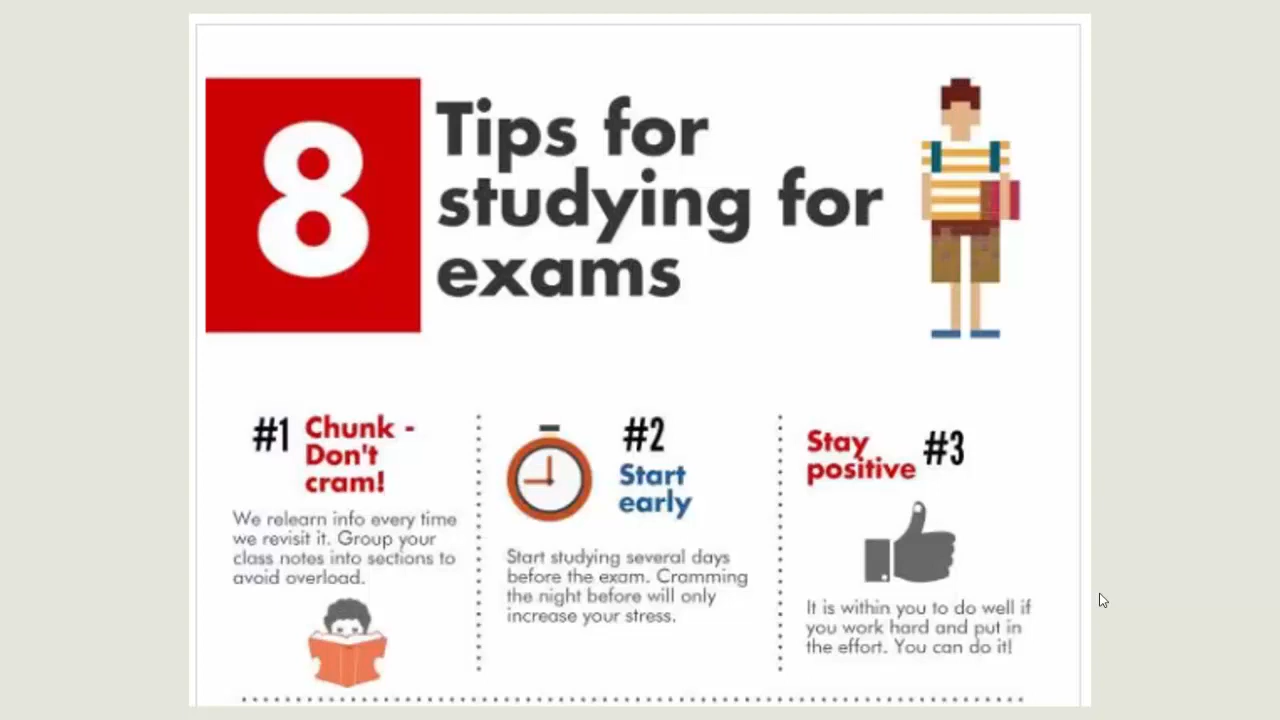 8
Tips for
studying for
exams
#1
Chunk -
Don't
cram!
We relearn info every time
we revisit it. Group your
class notes into sections to
avoid overload.
#2
Start
early
Start studying several days
before the exam. Cramming
the night before will only
increase your stress.
Stay
positive
#3
It is within you to do well if
you work hard and put in
the effort. You can do it!